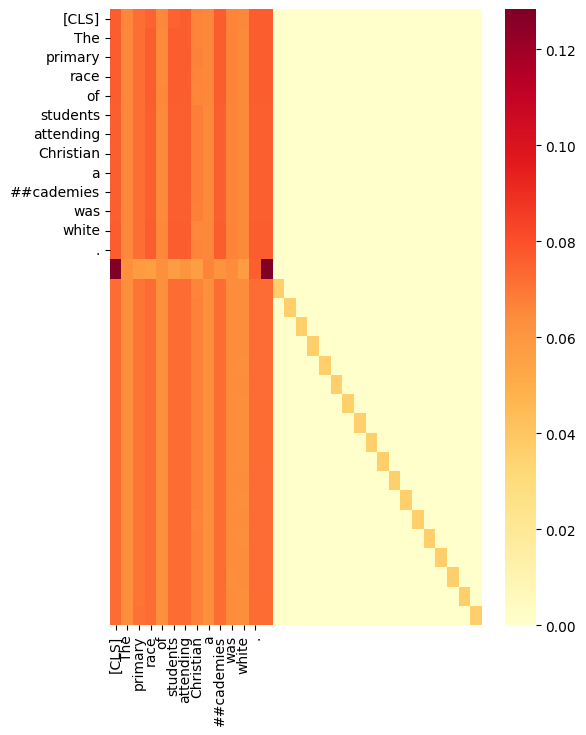 [CLS]
The
primary
race
of
students
attending
Christian
a
##cademies
was
white
.
0.12
0.10
0.08
0.06
0.04
0.02
0.00
[CLS]
The
primary
race
of
students
attending
Christian
a
##cademies
was
white
.